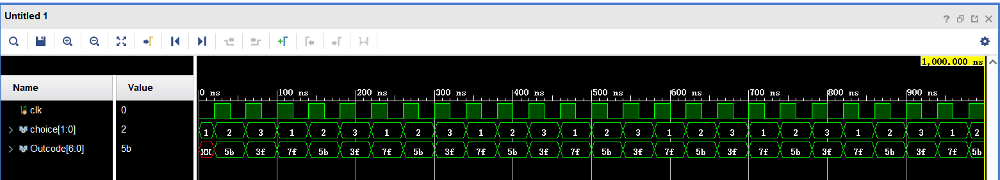 Untitled 1
1,000.000 ns
Name Value
0 ns 100 ns 200 ns 300 ns 400 ns 500 ns 600 ns 700 ns 800 ns 900 ns
clk 0
choice[1:0] 2 1 2 3 1 2 3 1 2 3 1 2 3 1 2 3 1 2 3 1 2 3 1 2 3 1 2
Outcode[6:0] 5b XX 5b 3f 7f 5b 3f 7f 5b 3f 7f 5b 3f 7f 5b 3f 7f 5b 3f 7f 5b 3f 7f 5b 3f 7f 5b